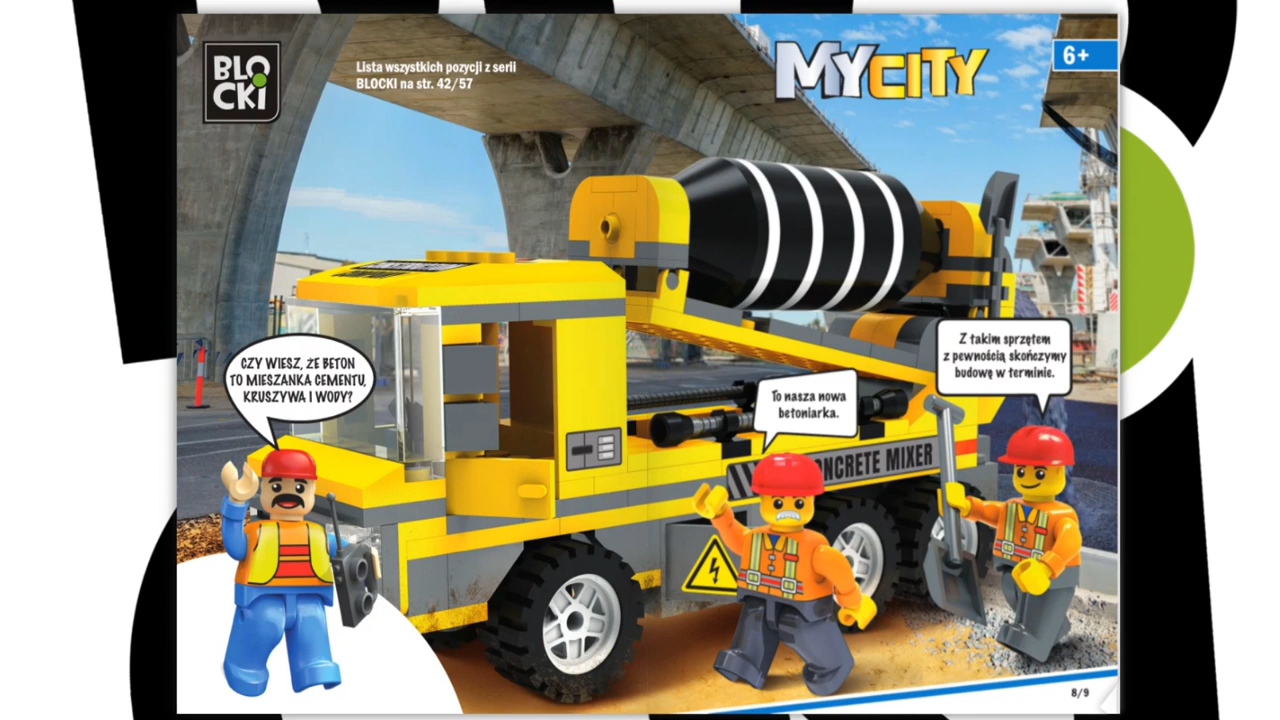 BLO
CKI
Lista wszystkich pozycji z serii
BLOCKI na str. 42/57
MYCITY
6+
CZY WIESZ, ŻE BETON
TO MIESZANKA CEMENTU,
KRUSZYWA I WODY?
To nasza nowa
betoniarka.
Z takim sprzętem
z pewnością skończymy
budowę w terminie.
ONCRETE MIXER
8/9